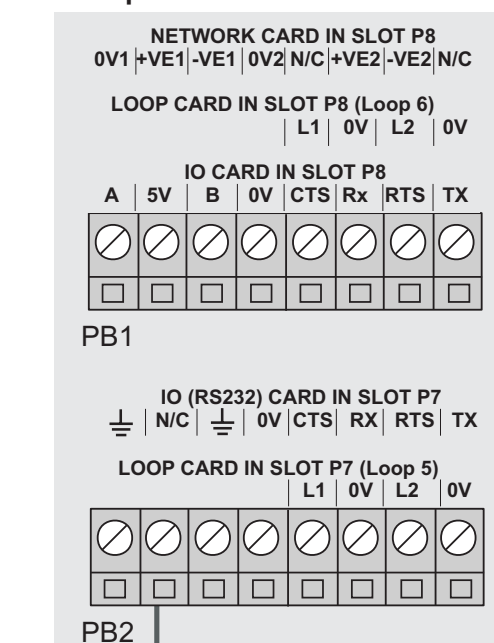 NETWORK CARD IN SLOT P8
0V1 +VE1 -VE1 0V2 N/C +VE2 -VE2 N/C
LOOP CARD IN SLOT P8 (Loop 6)
L1 0V L2 0V
IO CARD IN SLOT P8
A 5V B 0V CTS Rx RTS TX
PB1
IO (RS232) CARD IN SLOT P7
N/C 0V CTS RX RTS TX
LOOP CARD IN SLOT P7 (Loop 5)
L1 0V L2 0V
PB2